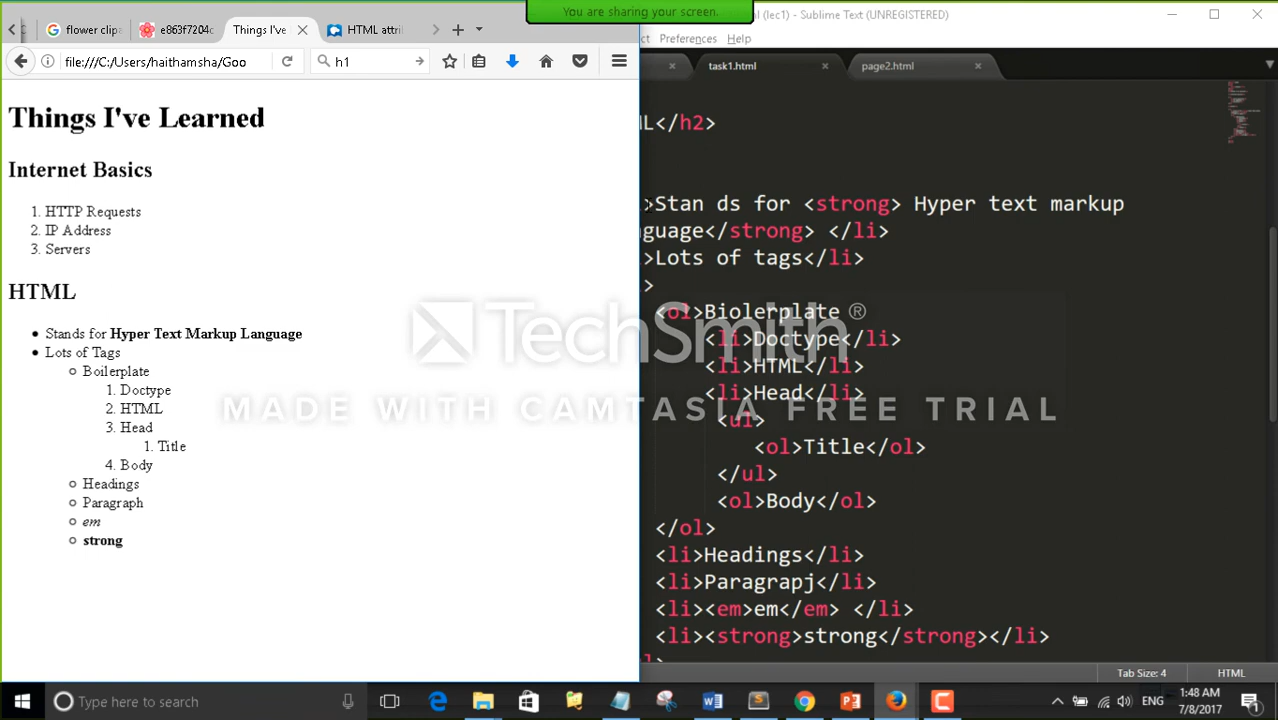 You are sharing your screen.
(lec1) - Sublime Text (UNREGISTERED)
flower clipa
e863f7204c
Things I've
HTML attri
Preferences Help
file:///C:/Users/haithamsha/Goo
h1
task1.html
page2.html
Things I've Learned
Internet Basics
1. HTTP Requests
2. IP Address
3. Servers
HTML
• Stands for Hyper Text Markup Language
• Lots of Tags
○ Boilerplate
1. Doctype
2. HTML
3. Head
1. Title
4. Body
○ Headings
○ Paragraph
○ em
○ strong
L</h2>
>Stan ds for <strong> Hyper text markup
guage</strong> </li>
>Lots of tags</li>
>
<ol>Biolerplate
<li>Doctype</li>
<li>HTML</li>
<li>Head</li>
<ul>
<ol>Title</ol>
</ul>
<ol>Body</ol>
</ol>
<li>Headings</li>
<li>Paragrapj</li>
<li><em>em</em> </li>
<li><strong>strong</strong></li>
TechSmith ®
MADE WITH CAMTASIA FREE TRIAL
Tab Size: 4
HTML
Type here to search
ENG
1:48 AM
7/8/2017